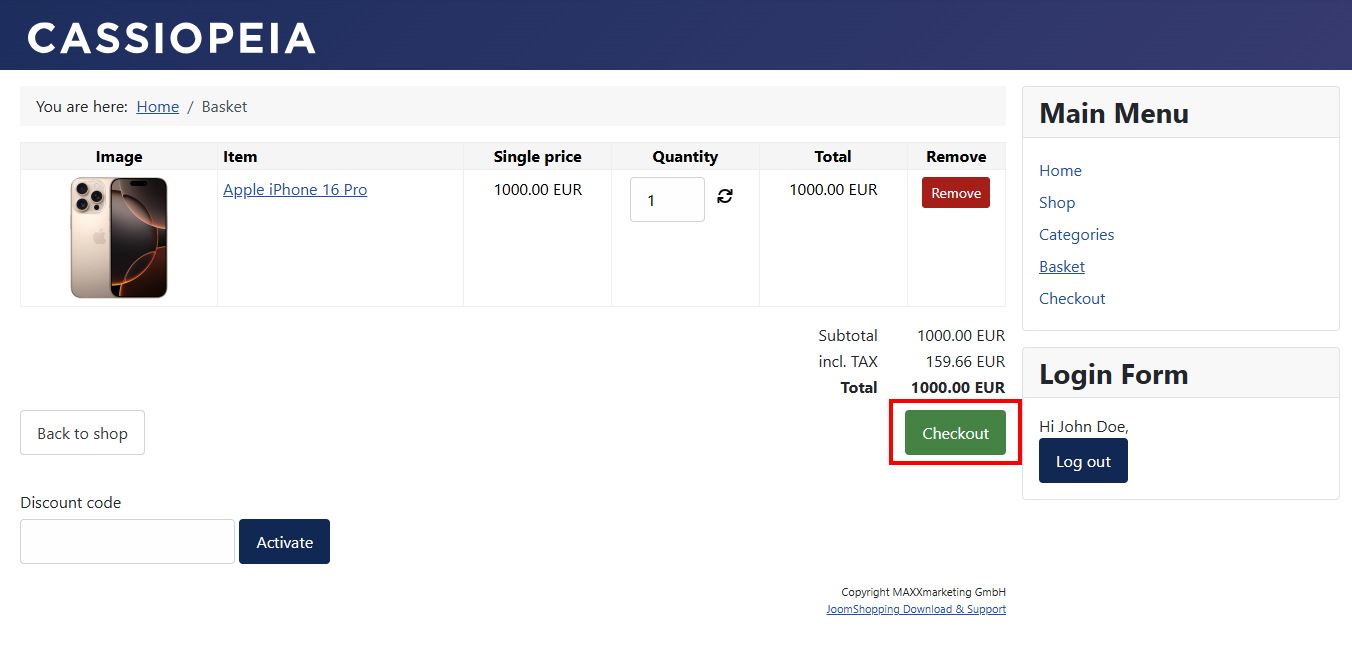 CASSIOPEIA
You are here: Home / Basket
Image Item Single price Quantity Total Remove
Apple iPhone 16 Pro 1000.00 EUR 1 1000.00 EUR Remove
Subtotal 1000.00 EUR
incl. TAX 159.66 EUR
Total 1000.00 EUR
Back to shop Checkout
Discount code
Activate
Copyright MAXXmarketing GmbH
JoomShopping Download & Support
Main Menu
Home
Shop
Categories
Basket
Checkout
Login Form
Hi John Doe,
Log out